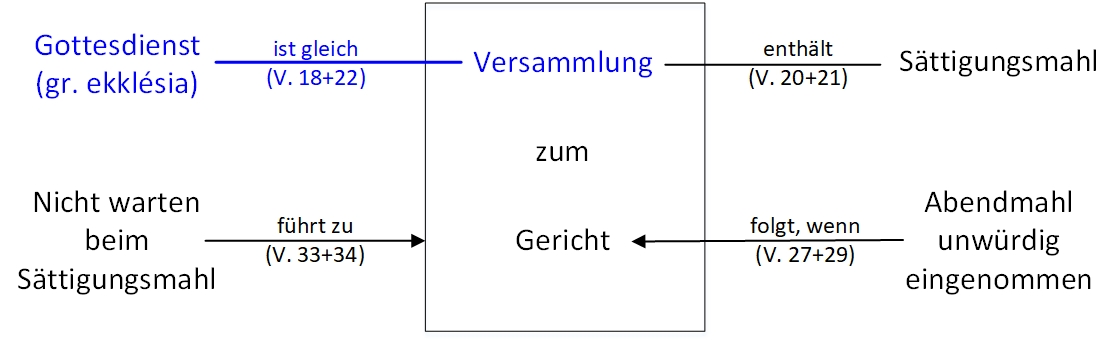 Gottesdienst
(gr. ekklésia)
ist gleich
(V. 18+22)
Versammlung
enthält
(V. 20+21)
Sättigungsmahl
zum
Nicht warten
beim
Sättigungsmahl
führt zu
(V. 33+34)
Gericht
folgt, wenn
(V. 27+29)
Abendmahl
unwürdig
eingenommen